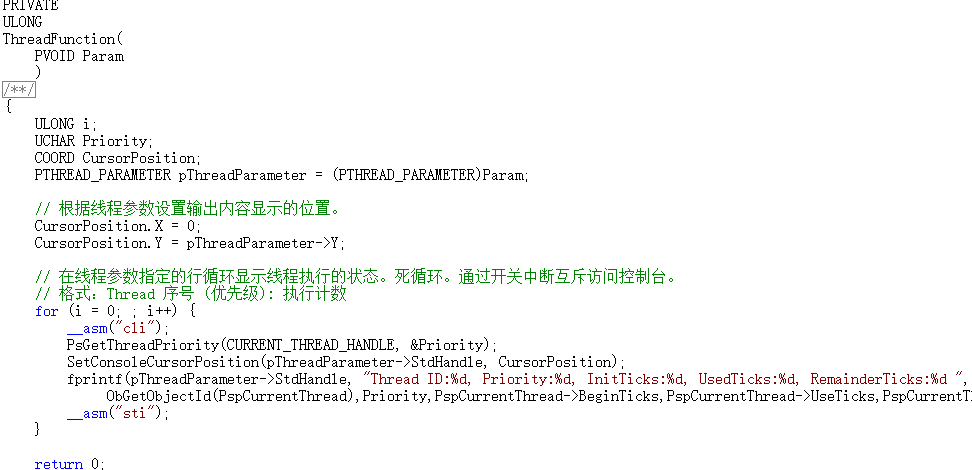 PRIVATE
ULONG
ThreadFunction(
    PVOID Param
    )
/**/
{
    ULONG i;
    UCHAR Priority;
    COORD CursorPosition;
    PTHREAD_PARAMETER pThreadParameter = (PTHREAD_PARAMETER)Param;
    // 根据线程参数设置输出内容显示的位置。
    CursorPosition.X = 0;
    CursorPosition.Y = pThreadParameter->Y;
    // 在线程参数指定的行循环显示线程执行的状态。死循环。通过开关中断互斥访问控制台。
    // 格式：Thread 序号 (优先级): 执行计数
    for (i = 0; ; i++) {
        __asm("cli");
        PsGetThreadPriority(CURRENT_THREAD_HANDLE, &Priority);
        SetConsoleCursorPosition(pThreadParameter->StdHandle, CursorPosition);
        fprintf(pThreadParameter->StdHandle, "Thread ID:%d, Priority:%d, InitTicks:%d, UsedTicks:%d, RemainderTicks:%d ",
            ObGetObjectId(PspCurrentThread),Priority,PspCurrentThread->BeginTicks,PspCurrentThread->UseTicks,PspCurrentTh
        __asm("sti");
    }
    return 0;